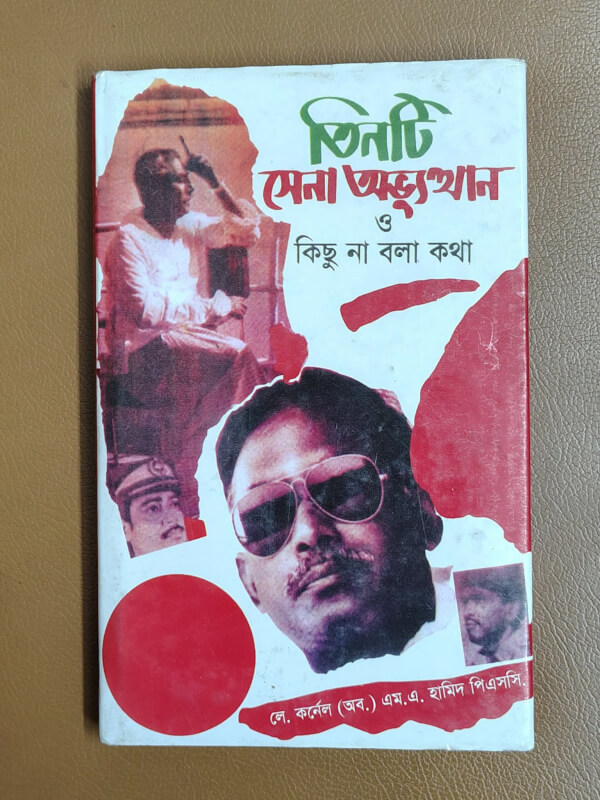 তিনটি
সেনা অভ্যুত্থান
ও
কিছু না বলা কথা
লে. কর্নেল (অব.) এম.এ. হামিদ পিএসসি.